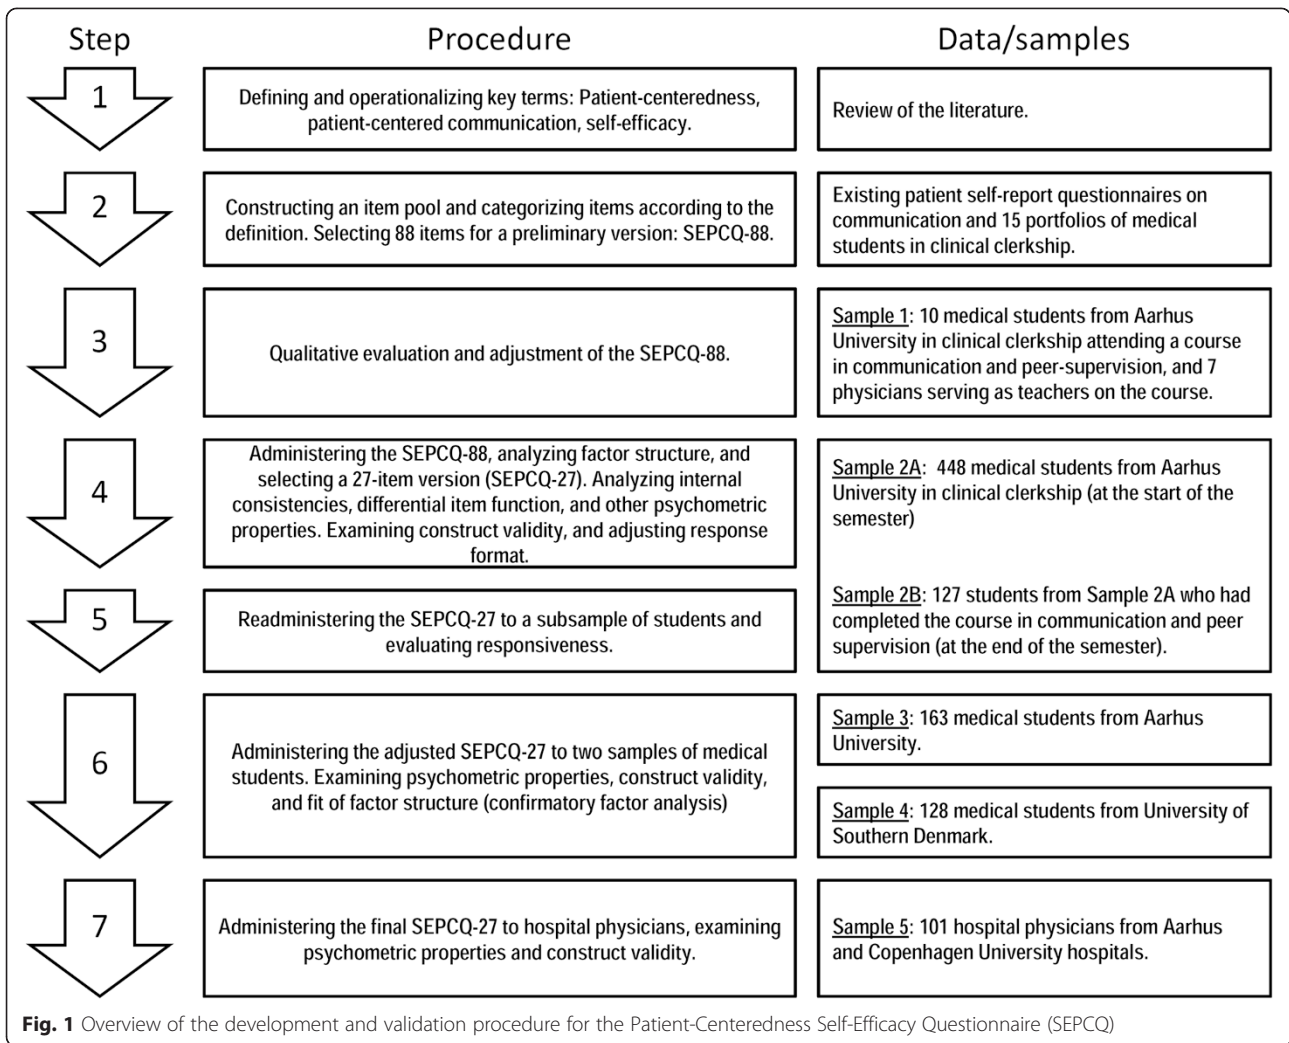 Step
Procedure
Data/samples
1
Defining and operationalizing key terms: Patient-centeredness,
patient-centered communication, self-efficacy.
Review of the literature.
2
Constructing an item pool and categorizing items according to the
definition. Selecting 88 items for a preliminary version: SEPCQ-88.
Existing patient self-report questionnaires on
communication and 15 portfolios of medical
students in clinical clerkship.
3
Qualitative evaluation and adjustment of the SEPCQ-88.
Sample 1: 10 medical students from Aarhus
University in clinical clerkship attending a course
in communication and peer-supervision, and 7
physicians serving as teachers on the course.
4
Administering the SEPCQ-88, analyzing factor structure, and
selecting a 27-item version (SEPCQ-27). Analyzing internal
consistencies, differential item function, and other psychometric
properties. Examining construct validity, and adjusting response
format.
Sample 2A: 448 medical students from Aarhus
University in clinical clerkship (at the start of the
semester)
5
Readministering the SEPCQ-27 to a subsample of students and
evaluating responsiveness.
Sample 2B: 127 students from Sample 2A who had
completed the course in communication and peer
supervision (at the end of the semester).
6
Administering the adjusted SEPCQ-27 to two samples of medical
students. Examining psychometric properties, construct validity,
and fit of factor structure (confirmatory factor analysis)
Sample 3: 163 medical students from Aarhus
University.
Sample 4: 128 medical students from University of
Southern Denmark.
7
Administering the final SEPCQ-27 to hospital physicians, examining
psychometric properties and construct validity.
Sample 5: 101 hospital physicians from Aarhus
and Copenhagen University hospitals.
Fig. 1 Overview of the development and validation procedure for the Patient-Centeredness Self-Efficacy Questionnaire (SEPCQ)